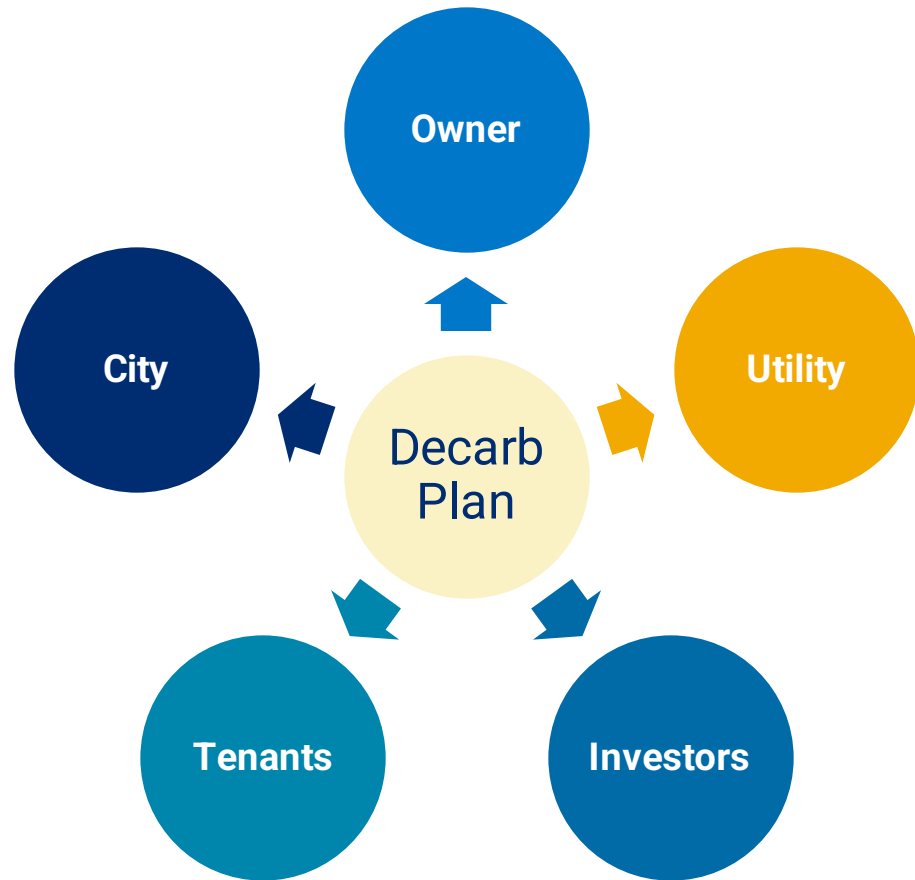 Owner
City
Utility
Decarb
Plan
Tenants
Investors